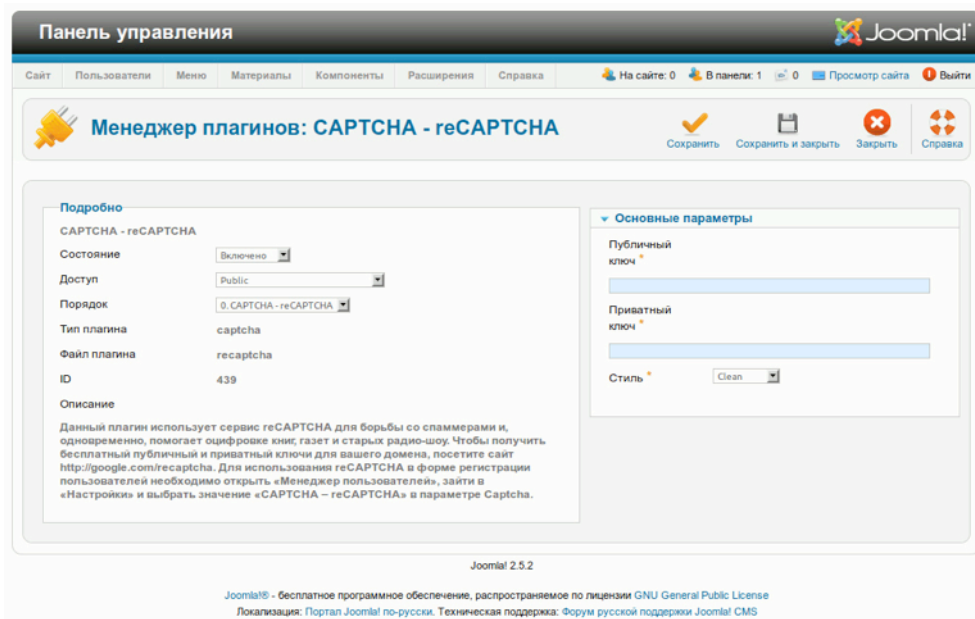 Панель управления
Joomla!
Сайт Пользователи Меню Материалы Компоненты Расширения Справка На сайте: 0 В панели: 1 0 Просмотр сайта Выйти
Менеджер плагинов: CAPTCHA - reCAPTCHA
Сохранить Сохранить и закрыть Закрыть Справка
Подробно
CAPTCHA - reCAPTCHA
Состояние Включено
Доступ Public
Порядок 0. CAPTCHA - reCAPTCHA
Тип плагина captcha
Файл плагина recaptcha
ID 439
Описание
Данный плагин использует сервис reCAPTCHA для борьбы со спаммерами и,
одновременно, помогает оцифровке книг, газет и старых радио-шоу. Чтобы получить
бесплатный публичный и приватный ключи для вашего домена, посетите сайт
http://google.com/recaptcha. Для использования reCAPTCHA в форме регистрации
пользователей необходимо открыть «Менеджер пользователей», зайти в
«Настройки» и выбрать значение «CAPTCHA – reCAPTCHA» в параметре Captcha.
Основные параметры
Публичный
ключ *
Приватный
ключ *
Стиль * Clean
Joomla! 2.5.2
Joomla!® - бесплатное программное обеспечение, распространяемое по лицензии GNU General Public License
Локализация: Портал Joomla! по-русски. Техническая поддержка: Форум русской поддержки Joomla! CMS